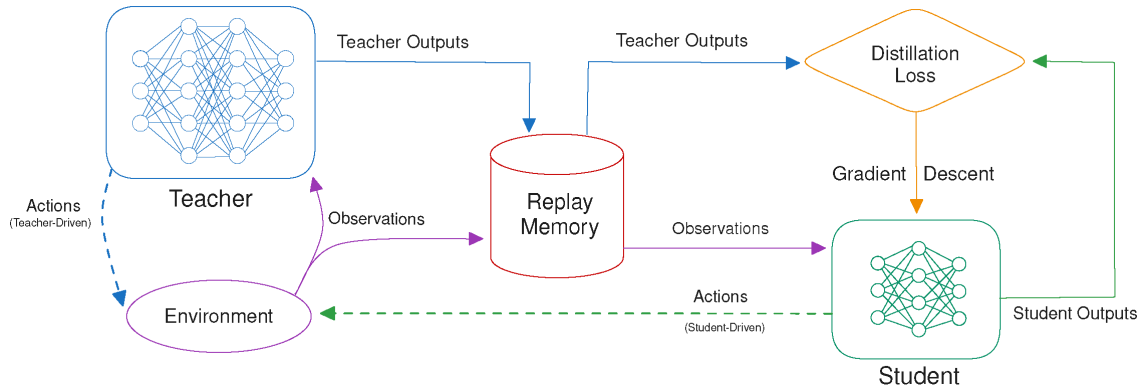 Teacher Outputs
Teacher Outputs
Distillation
Loss
Teacher
Actions
(Teacher-Driven)
Observations
Replay
Memory
Gradient
Descent
Observations
Environment
Actions
(Student-Driven)
Student Outputs
Student